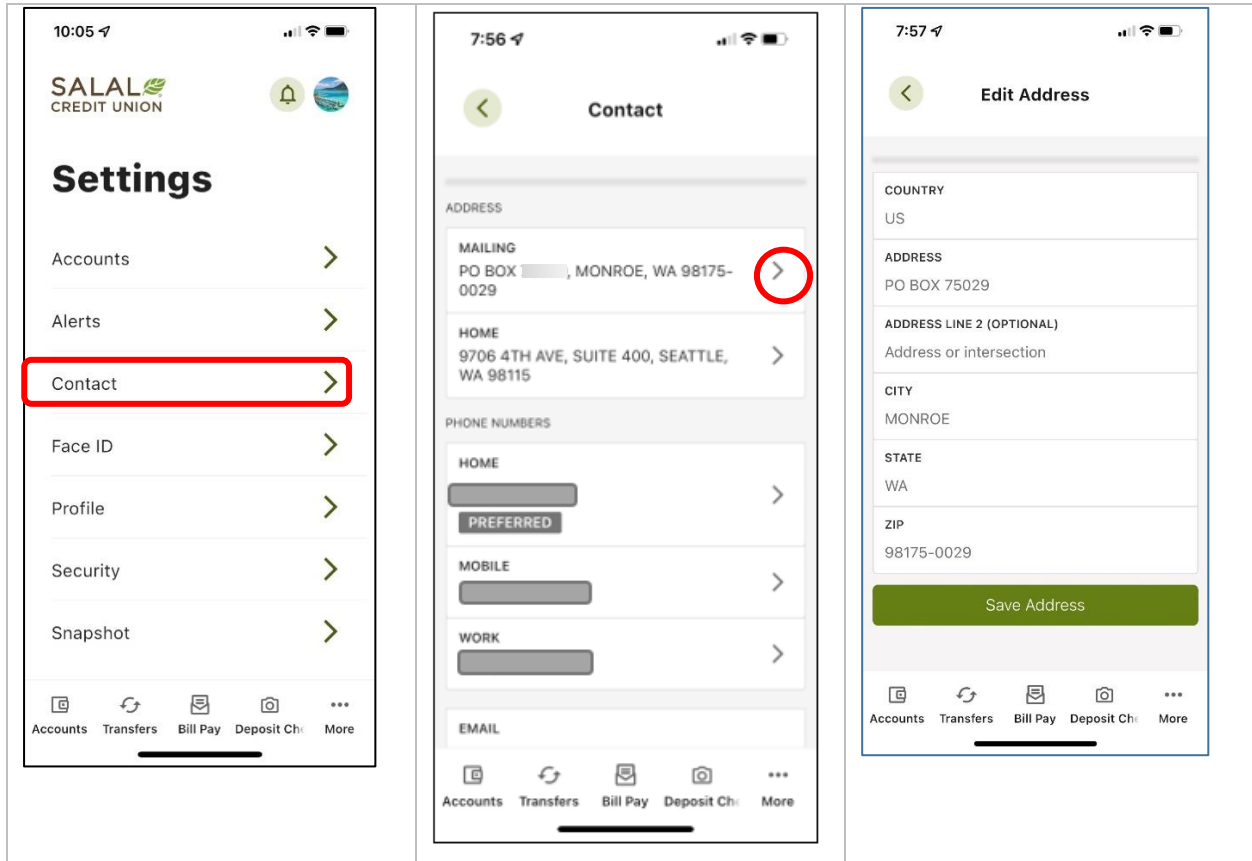 10:05
SALAL
CREDIT UNION
Settings
Accounts
Alerts
Contact
Face ID
Profile
Security
Snapshot
Accounts Transfers Bill Pay Deposit Ch More
7:56
Contact
ADDRESS
MAILING
PO BOX , MONROE, WA 98175-
0029
HOME
9706 4TH AVE, SUITE 400, SEATTLE,
WA 98115
PHONE NUMBERS
HOME
PREFERRED
MOBILE
WORK
EMAIL
Accounts Transfers Bill Pay Deposit Ch More
7:57
Edit Address
COUNTRY
US
ADDRESS
PO BOX 75029
ADDRESS LINE 2 (OPTIONAL)
Address or intersection
CITY
MONROE
STATE
WA
ZIP
98175-0029
Save Address
Accounts Transfers Bill Pay Deposit Ch More